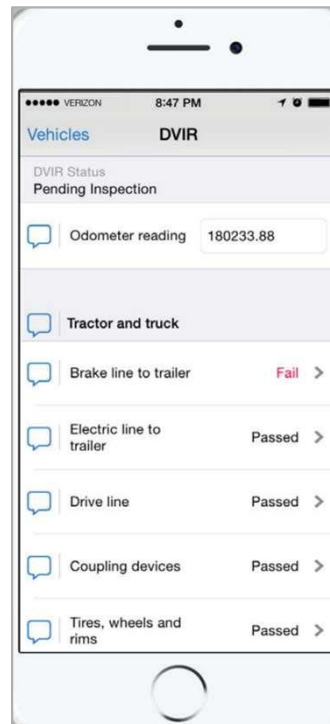 VERIZON 8:47 PM
Vehicles DVIR
DVIR Status
Pending Inspection
Odometer reading 180233.88
Tractor and truck
Brake line to trailer Fail
Electric line to
trailer Passed
Drive line Passed
Coupling devices Passed
Tires, wheels and
rims Passed